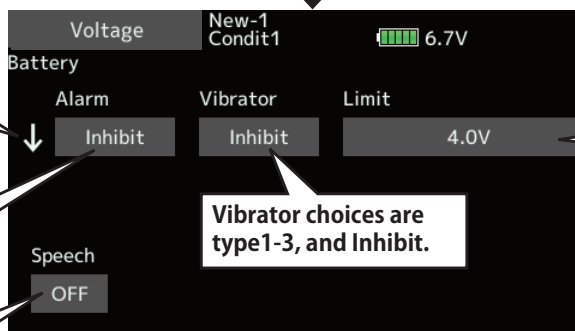 Voltage
New-1
Condit1
6.7V
Battery
Alarm
Vibrator
Limit
↓
Inhibit
Inhibit
4.0V
Vibrator choices are
type1-3, and Inhibit.
Speech
OFF